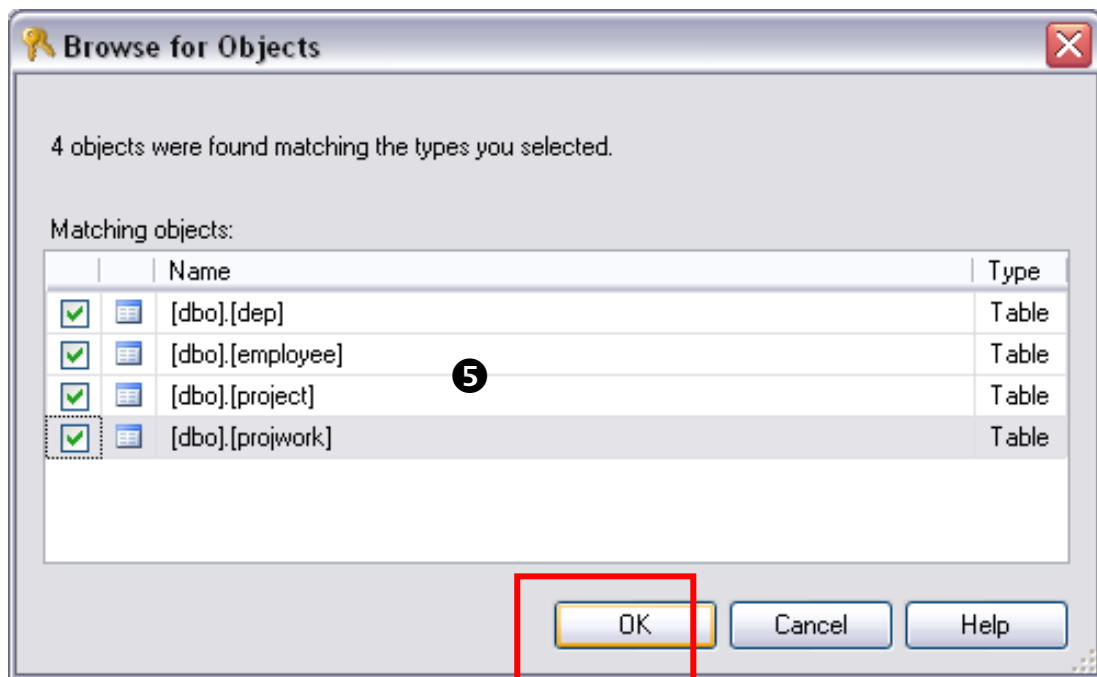 Browse for Objects
4 objects were found matching the types you selected.
Matching objects:
Name Type
[dbo].[dep] Table
[dbo].[employee] Table
❺
[dbo].[project] Table
[dbo].[projwork] Table
OK Cancel Help